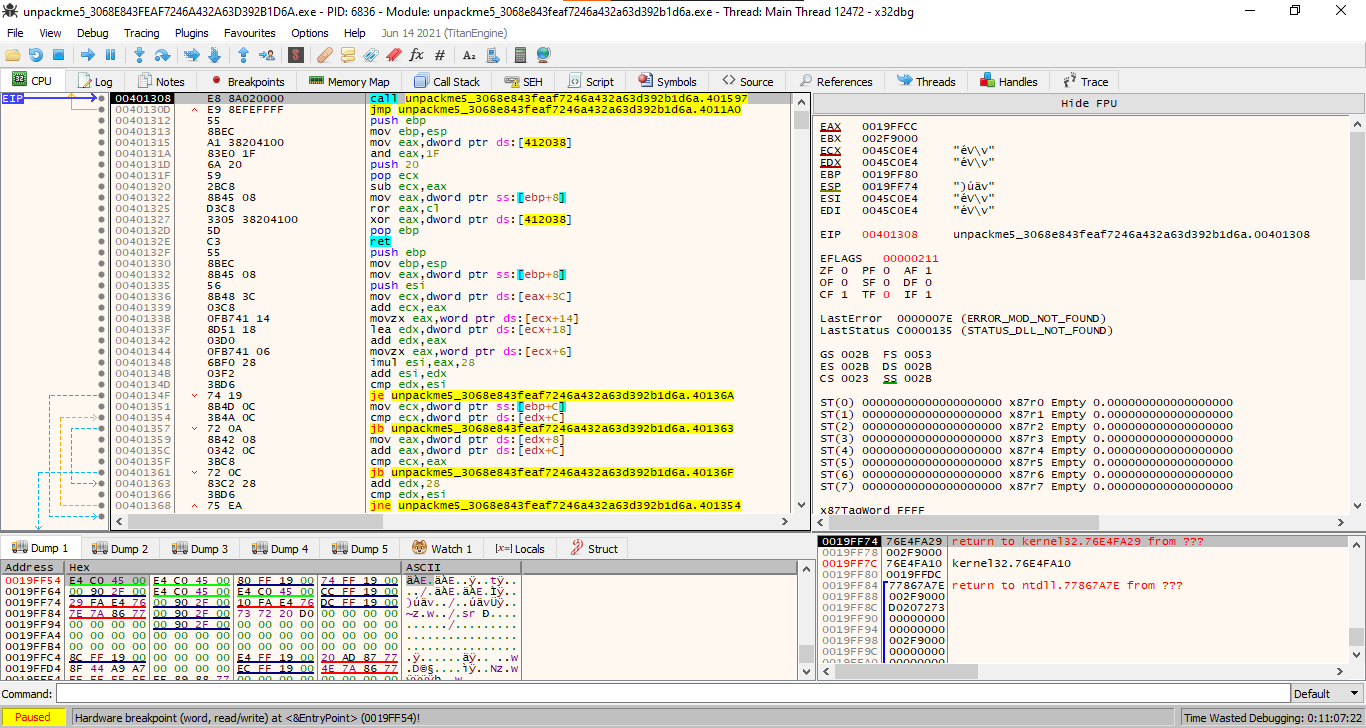 unpackme5_3068E843FEAF7246A432A63D392B1D6A.exe - PID: 6836 - Module: unpackme5_3068e843feaf7246a432a63d392b1d6a.exe - Thread: Main Thread 12472 - x32dbg
File View Debug Tracing Plugins Favourites Options Help Jun 14 2021 (TitanEngine)
CPU Log Notes Breakpoints Memory Map Call Stack SEH Script Symbols Source References Threads Handles Trace
EIP
00401308 E8 8A020000 call unpackme5_3068e843feaf7246a432a63d392b1d6a.401597
0040130D E9 8EFEFFFF jmp unpackme5_3068e843feaf7246a432a63d392b1d6a.4011A0
00401312 55 push ebp
00401313 8BEC mov ebp,esp
00401315 A1 38204100 mov eax,dword ptr ds:[412038]
0040131A 83E0 1F and eax,1F
0040131D 6A 20 push 20
0040131F 59 pop ecx
00401320 2BC8 sub ecx,eax
00401322 8B45 08 mov eax,dword ptr ss:[ebp+8]
00401325 D3C8 ror eax,cl
00401327 3305 38204100 xor eax,dword ptr ds:[412038]
0040132D 5D pop ebp
0040132E C3 ret
0040132F 55 push ebp
00401330 8BEC mov ebp,esp
00401332 8B45 08 mov eax,dword ptr ss:[ebp+8]
00401335 56 push esi
00401336 8B48 3C mov ecx,dword ptr ds:[eax+3C]
00401339 03C8 add ecx,eax
0040133B 0FB741 14 movzx eax,word ptr ds:[ecx+14]
0040133F 8D51 18 lea edx,dword ptr ds:[ecx+18]
00401342 03D0 add edx,eax
00401344 0FB741 06 movzx eax,word ptr ds:[ecx+6]
00401348 6BF0 28 imul esi,eax,28
0040134B 03F2 add esi,edx
0040134D 3BD6 cmp edx,esi
0040134F 74 19 je unpackme5_3068e843feaf7246a432a63d392b1d6a.40136A
00401351 8B4D 0C mov ecx,dword ptr ss:[ebp+C]
00401354 3B4A 0C cmp ecx,dword ptr ds:[edx+C]
00401357 72 0A jb unpackme5_3068e843feaf7246a432a63d392b1d6a.401363
00401359 8B42 08 mov eax,dword ptr ds:[edx+8]
0040135C 0342 0C add eax,dword ptr ds:[edx+C]
0040135F 3BC8 cmp ecx,eax
00401361 72 0C jb unpackme5_3068e843feaf7246a432a63d392b1d6a.40136F
00401363 83C2 28 add edx,28
00401366 3BD6 cmp edx,esi
00401368 75 EA jne unpackme5_3068e843feaf7246a432a63d392b1d6a.401354
Hide FPU
EAX 0019FFCC
EBX 002F9000
ECX 0045C0E4 "éV\v"
EDX 0045C0E4 "éV\v"
EBP 0019FF80
ESP 0019FF74 ")úäv"
ESI 0045C0E4 "éV\v"
EDI 0045C0E4 "éV\v"
EIP 00401308 unpackme5_3068e843feaf7246a432a63d392b1d6a.00401308
EFLAGS 00000211
ZF 0 PF 0 AF 1
OF 0 SF 0 DF 0
CF 1 TF 0 IF 1
LastError 0000007E (ERROR_MOD_NOT_FOUND)
LastStatus C0000135 (STATUS_DLL_NOT_FOUND)
GS 002B FS 0053
ES 002B DS 002B
CS 0023 SS 002B
ST(0) 00000000000000000000 x87r0 Empty 0.000000000000000000
ST(1) 00000000000000000000 x87r1 Empty 0.000000000000000000
ST(2) 00000000000000000000 x87r2 Empty 0.000000000000000000
ST(3) 00000000000000000000 x87r3 Empty 0.000000000000000000
ST(4) 00000000000000000000 x87r4 Empty 0.000000000000000000
ST(5) 00000000000000000000 x87r5 Empty 0.000000000000000000
ST(6) 00000000000000000000 x87r6 Empty 0.000000000000000000
ST(7) 00000000000000000000 x87r7 Empty 0.000000000000000000
x87TagWord FFFF
Dump 1 Dump 2 Dump 3 Dump 4 Dump 5 Watch 1 Locals Struct
Address Hex ASCII
0019FF54 E4 C0 45 00 E4 C0 45 00 80 FF 19 00 74 FF 19 00 äÀE.äÀE..ÿ..tÿ..
0019FF64 00 90 2F 00 E4 C0 45 00 E4 C0 45 00 CC FF 19 00 ../.äÀE.äÀE.Ìÿ..
0019FF74 29 FA E4 76 00 90 2F 00 10 FA E4 76 DC FF 19 00 )úäv../..úävÜÿ..
0019FF84 7E 7A 86 77 00 90 2F 00 73 72 20 D0 00 00 00 00 ~z.w../.sr Ð....
0019FF94 00 00 00 00 00 90 2F 00 00 00 00 00 00 00 00 00 ....../.........
0019FFA4 00 00 00 00 00 00 00 00 00 00 00 00 00 00 00 00 ................
0019FFB4 00 00 00 00 00 00 00 00 00 00 00 00 00 00 00 00 ................
0019FFC4 8C FF 19 00 00 00 00 00 E4 FF 19 00 20 AD 87 77 .ÿ......äÿ.. ..w
0019FFD4 8F 44 A9 A7 00 00 00 00 EC FF 19 00 4E 7A 86 77 .D©§....ìÿ..Nz.w
0019FF74 76E4FA29 return to kernel32.76E4FA29 from ???
0019FF78 002F9000
0019FF7C 76E4FA10 kernel32.76E4FA10
0019FF80 0019FFDC
0019FF84 77867A7E return to ntdll.77867A7E from ???
0019FF88 002F9000
0019FF8C D0207273
0019FF90 00000000
0019FF94 00000000
0019FF98 002F9000
0019FF9C 00000000
Command: Default
Paused Hardware breakpoint (word, read/write) at <&EntryPoint> (0019FF54)! Time Wasted Debugging: 0:11:07:22